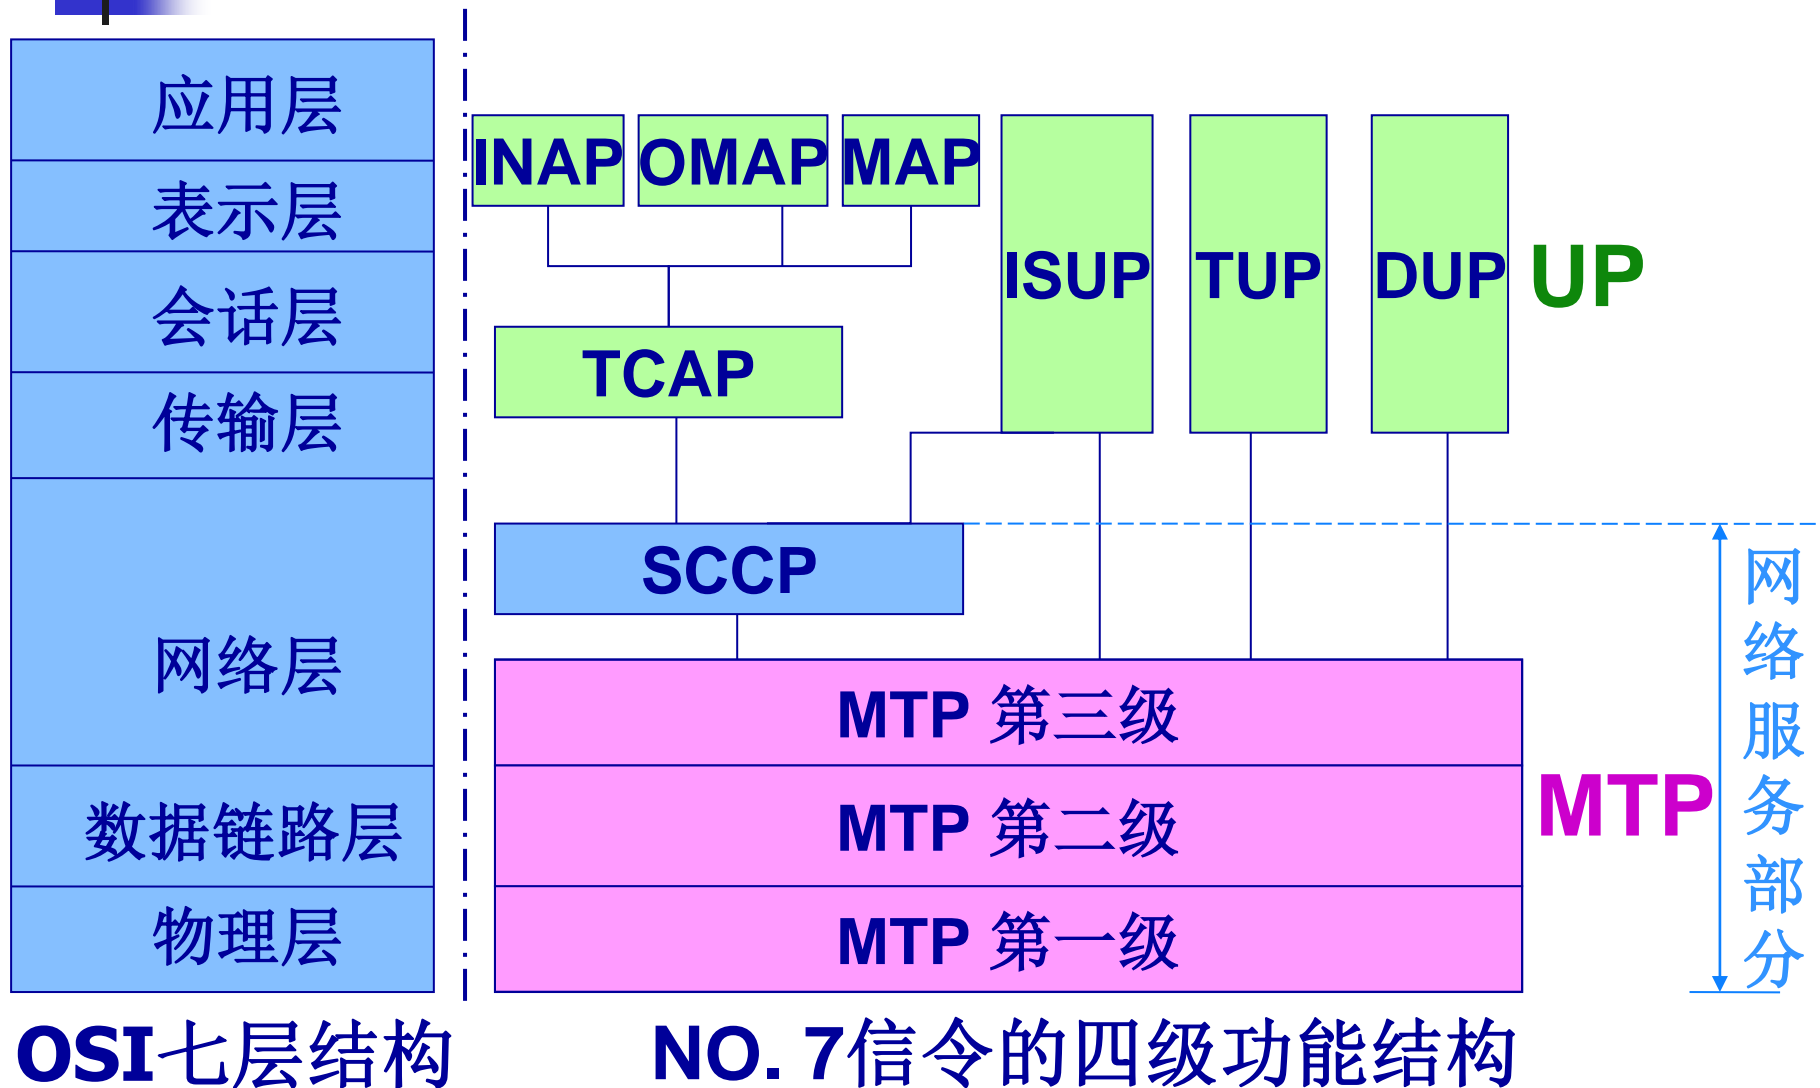 应用层
表示层
会话层
传输层
网络层
数据链路层
物理层
OSI七层结构
INAP
OMAP
MAP
ISUP
TUP
DUP
UP
TCAP
SCCP
MTP 第三级
MTP 第二级
MTP 第一级
MTP
网络服务部分
NO. 7信令的四级功能结构